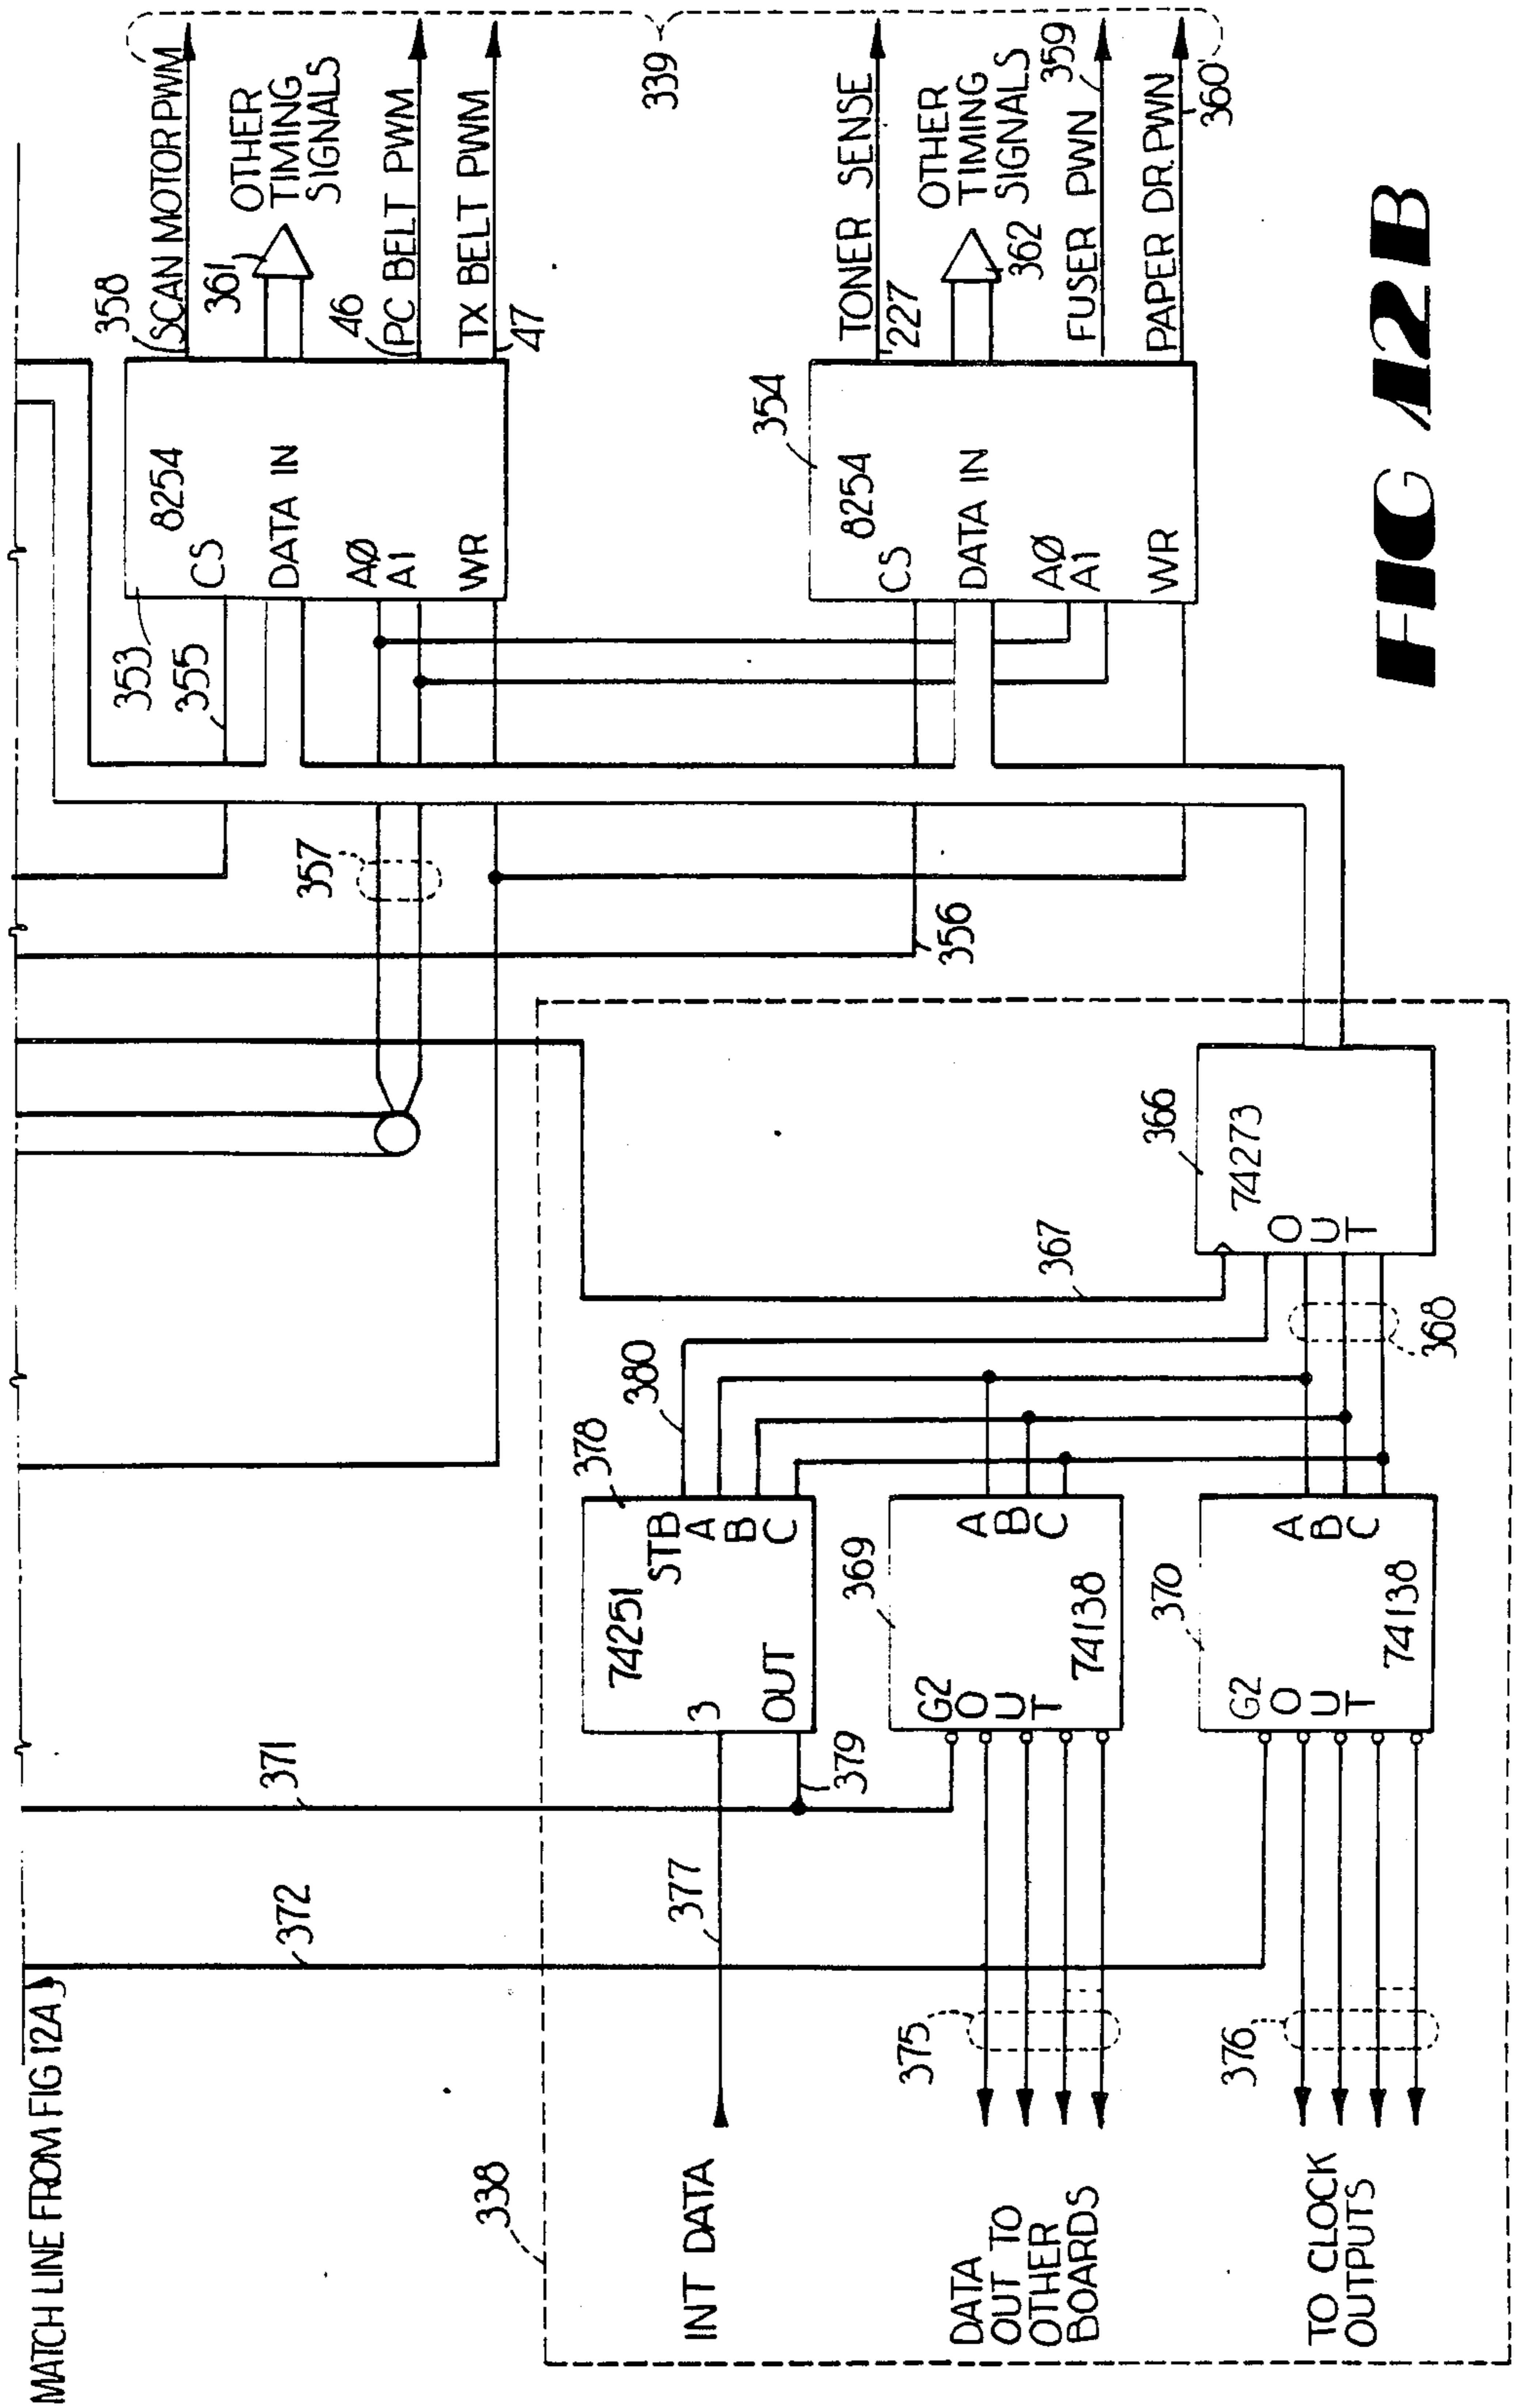 MATCH LINE FROM FIG 12A
372
371
358
SCAN MOTOR PWM
361
OTHER
TIMING
SIGNALS
46
PC BELT PWM
TX BELT PWM
47
339
353
8254
CS
DATA IN
AØ
A1
WR
355
357
356
354
8254
CS
DATA IN
AØ
A1
WR
TONER SENSE
227
OTHER
TIMING
SIGNALS
362
FUSER PWN
359
PAPER DR. PWN
360
338
INT DATA
377
378
74251
STB
A
B
C
3
OUT
379
380
367
DATA
OUT TO
OTHER
BOARDS
375
369
G2
OUT
A
B
C
74138
TO CLOCK
OUTPUTS
376
370
G2
OUT
A
B
C
74138
368
366
74273
OUT
FIG 12B